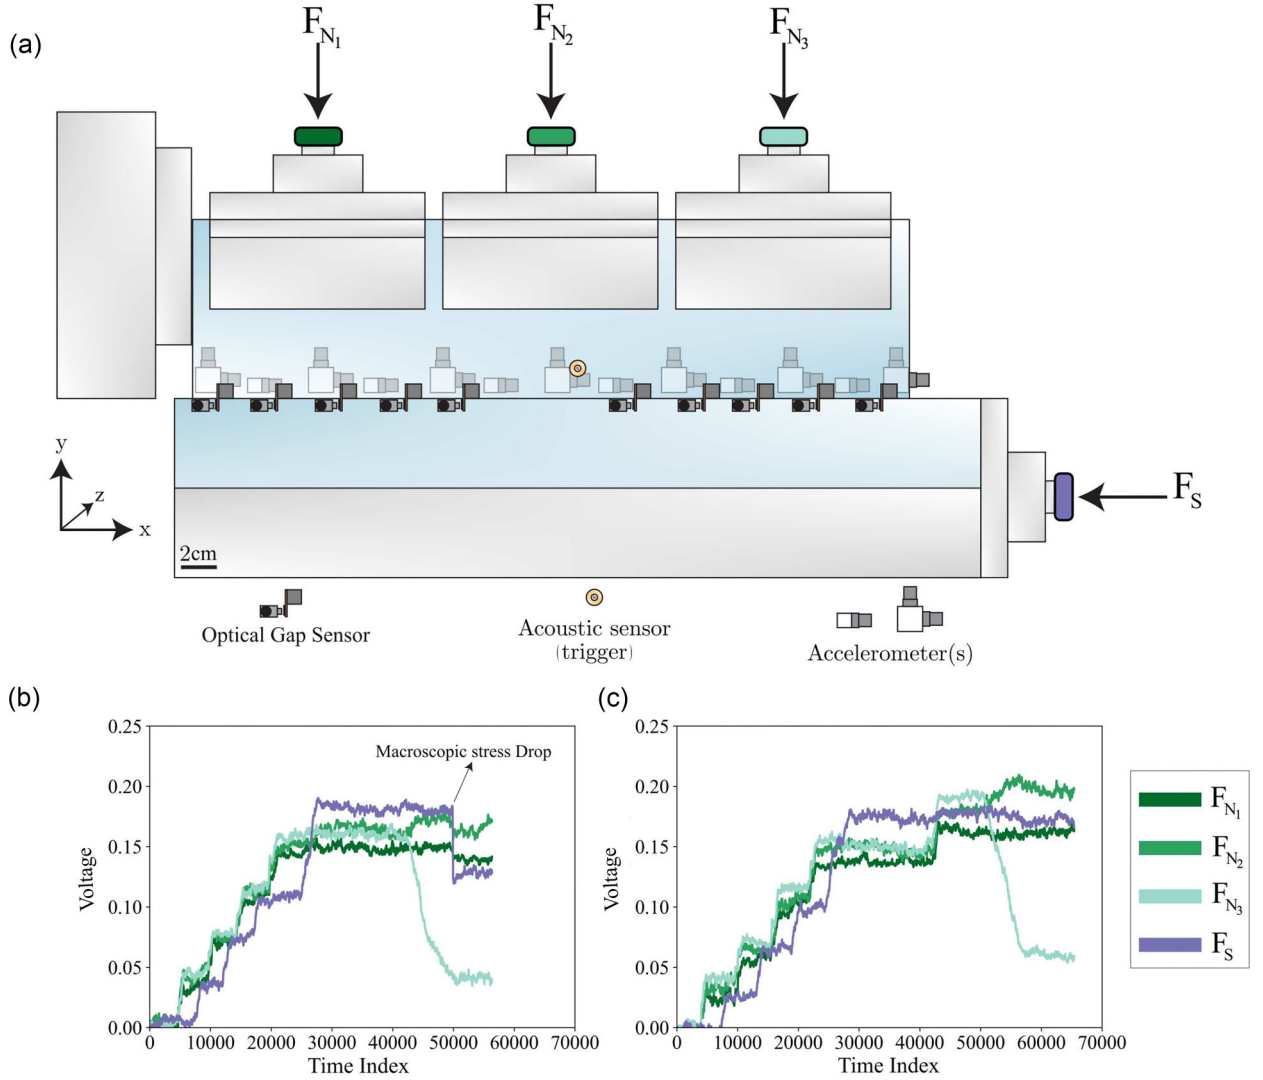 (a)
F_N1
F_N2
F_N3
F_S
y
z
x
2cm
Optical Gap Sensor
Acoustic sensor
(trigger)
Accelerometer(s)
(b)
0.25
0.20
0.15
0.10
0.05
0.00
Voltage
Macroscopic stress Drop
0 10000 20000 30000 40000 50000 60000 70000
Time Index
(c)
0.25
0.20
0.15
0.10
0.05
0.00
Voltage
0 10000 20000 30000 40000 50000 60000 70000
Time Index
F_N1
F_N2
F_N3
F_S